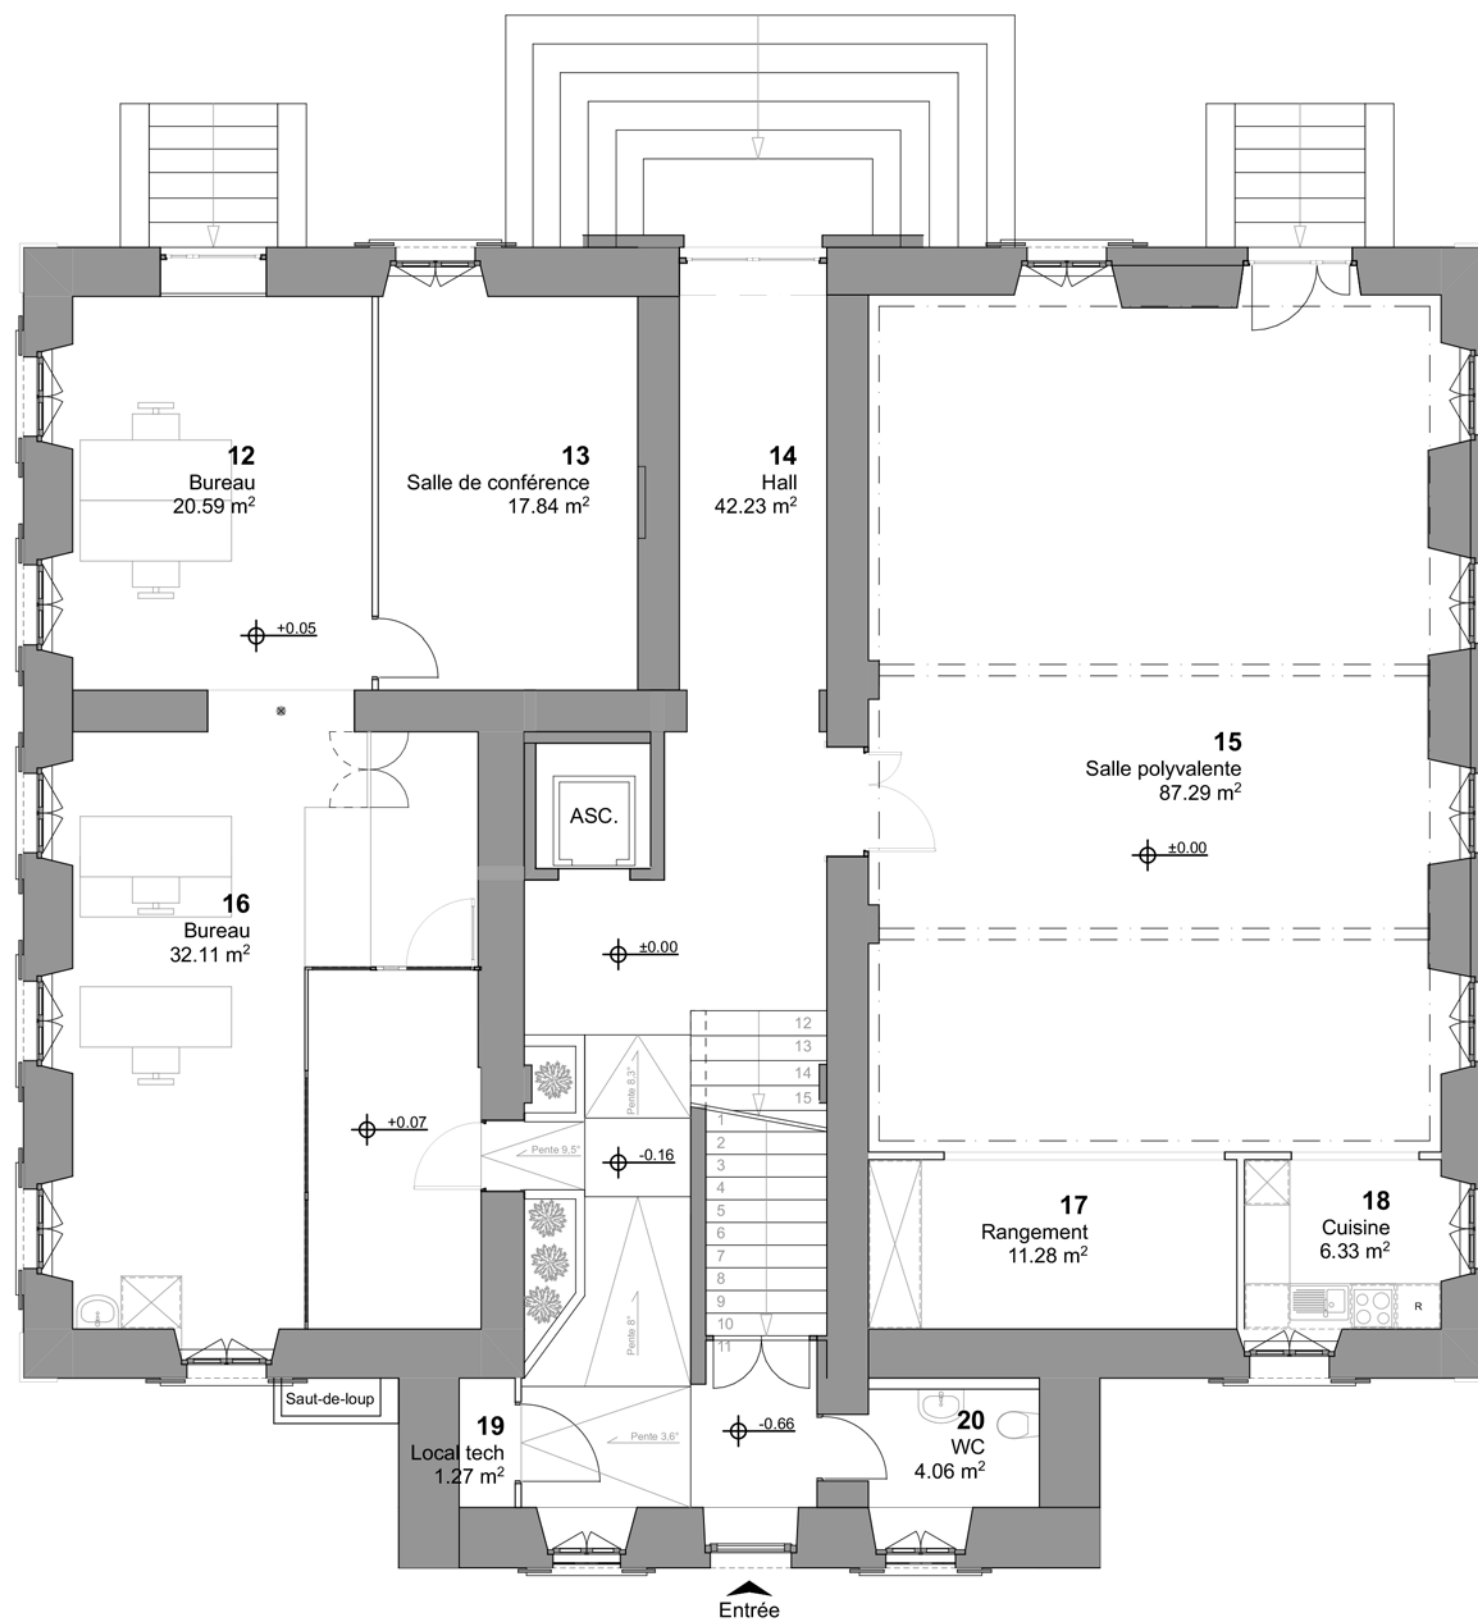 12
Bureau
20.59 m²
13
Salle de conférence
17.84 m²
14
Hall
42.23 m²
+0.05
15
Salle polyvalente
87.29 m²
±0.00
ASC.
16
Bureau
32.11 m²
±0.00
12
13
14
15
Pente 8,3°
+0.07
Pente 9,5°
-0.16
1
2
3
4
5
6
7
8
9
10
11
17
Rangement
11.28 m²
18
Cuisine
6.33 m²
R
Pente 8°
Saut-de-loup
19
Local tech
1.27 m²
Pente 3,6°
-0.66
20
WC
4.06 m²
Entrée